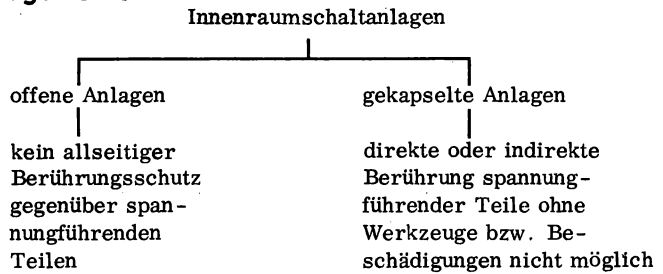 Innenraumschaltanlagen
offene Anlagen
kein allseitiger
Berührungsschutz
gegenüber span-
nungführenden
Teilen
gekapselte Anlagen
direkte oder indirekte
Berührung spannung-
führender Teile ohne
Werkzeuge bzw. Be-
schädigungen nicht möglich